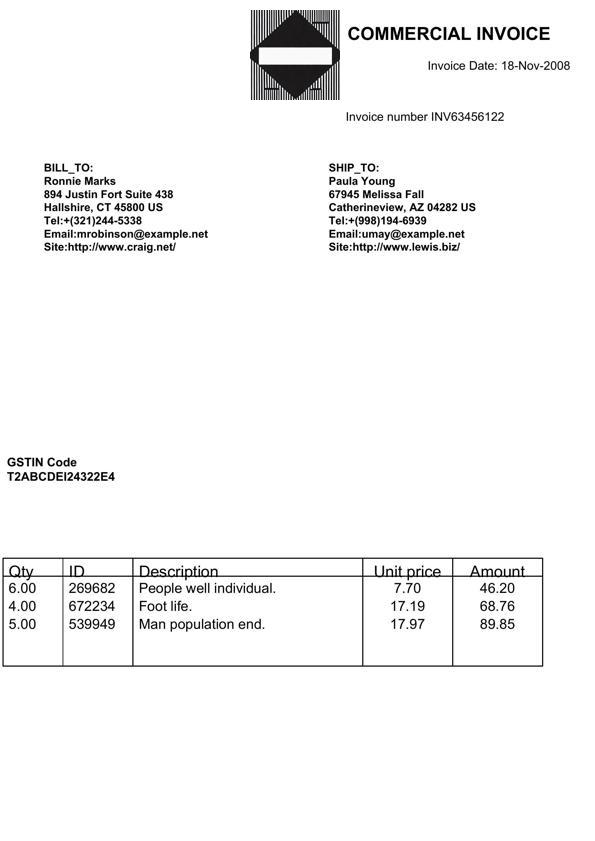 COMMERCIAL INVOICE
Invoice Date: 18-Nov-2008
Invoice number INV63456122
BILL_TO:
Ronnie Marks
894 Justin Fort Suite 438
Hallshire, CT 45800 US
Tel:+(321)244-5338
Email:mrobinson@example.net
Site:http://www.craig.net/
SHIP_TO:
Paula Young
67945 Melissa Fall
Catherineview, AZ 04282 US
Tel:+(998)194-6939
Email:umay@example.net
Site:http://www.lewis.biz/
GSTIN Code
T2ABCDEI24322E4
Qty ID Description Unit price Amount
6.00 269682 People well individual. 7.70 46.20
4.00 672234 Foot life. 17.19 68.76
5.00 539949 Man population end. 17.97 89.85